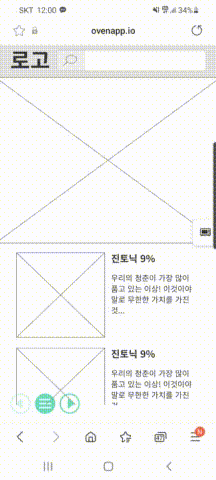 SKT 12:00 34%
ovenapp.io
로고
진토닉 9%
우리의 청춘이 가장 많이
품고 있는 이상! 이것이야
말로 무한한 가치를 가진
것...
진토닉 9%
우리의 청춘이 가장 많이
품고 있는 이상! 이것이야
말로 무한한 가치를 가진
N